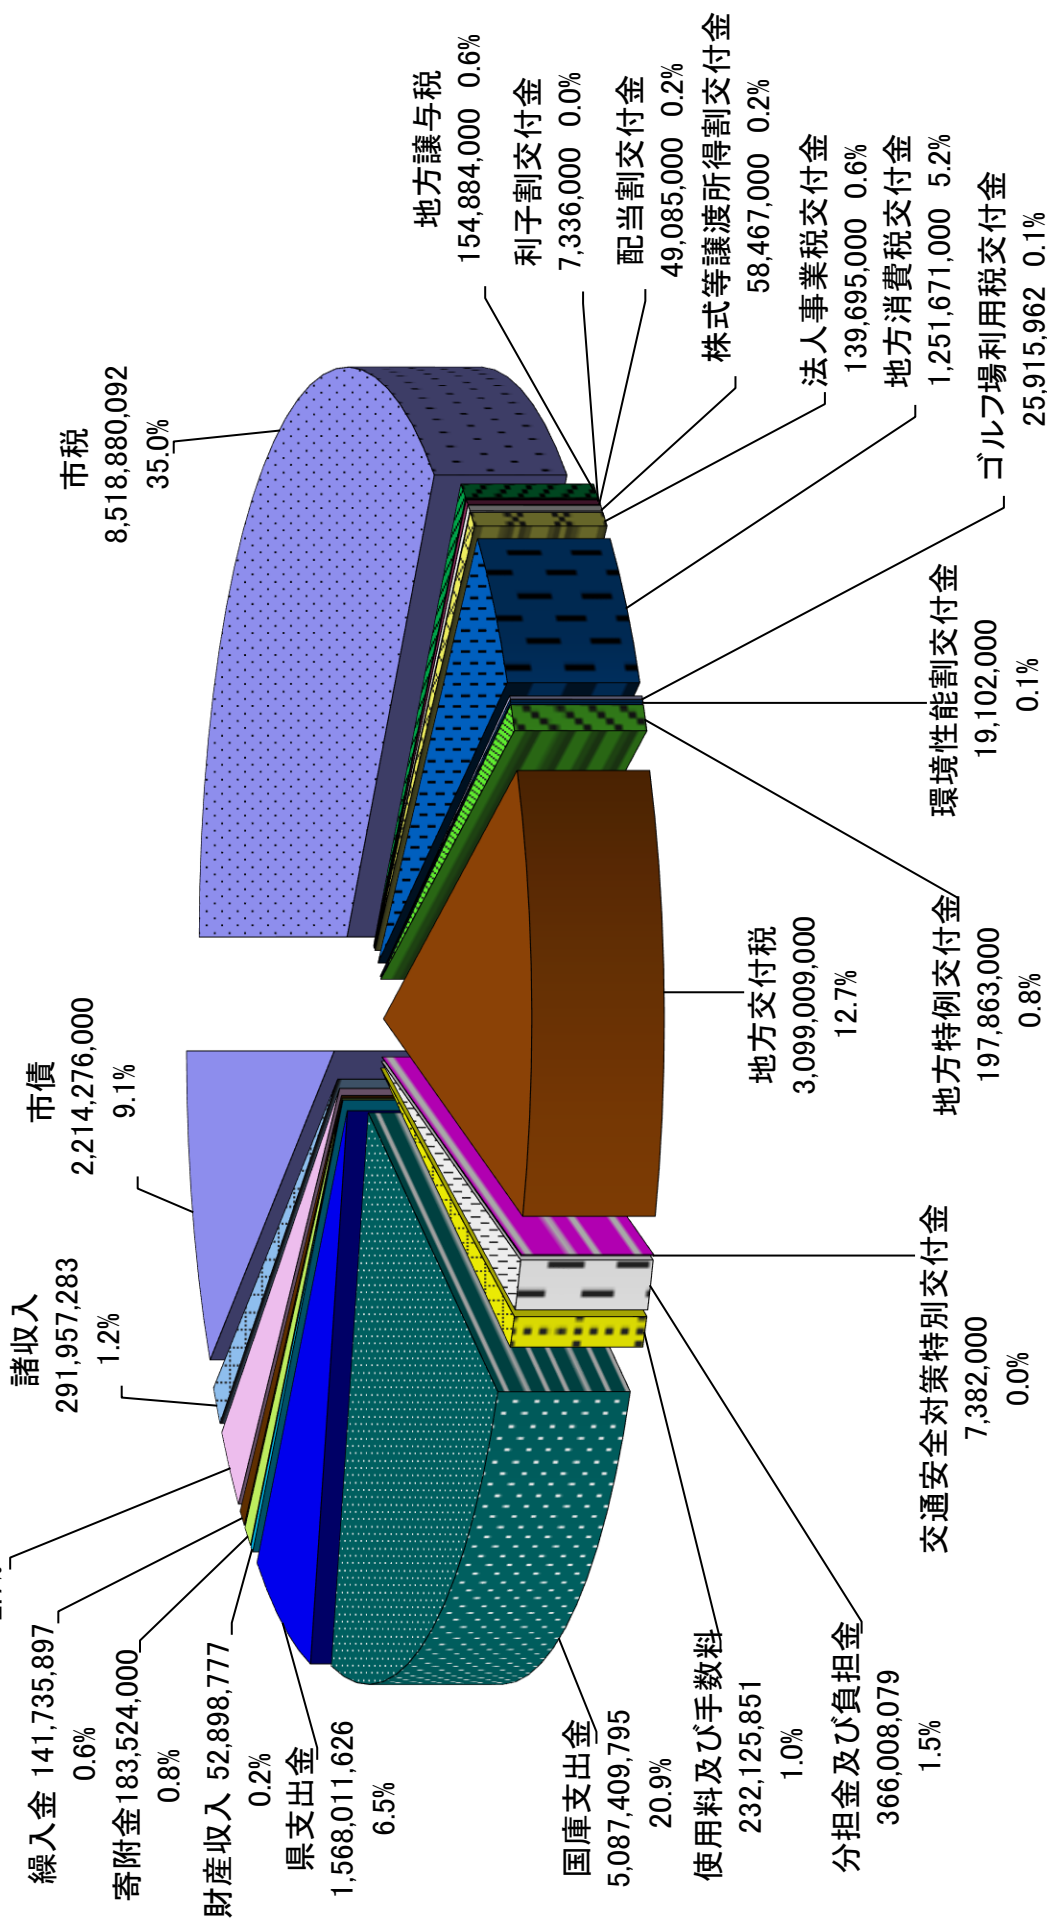 市税
8,518,880,092
35.0%
地方譲与税
154,884,000 0.6%
利子割交付金
7,336,000 0.0%
配当割交付金
49,085,000 0.2%
株式等譲渡所得割交付金
58,467,000 0.2%
法人事業税交付金
139,695,000 0.6%
地方消費税交付金
1,251,671,000 5.2%
ゴルフ場利用税交付金
25,915,962 0.1%
環境性能割交付金
19,102,000
0.1%
地方特例交付金
197,863,000
0.8%
地方交付税
3,099,009,000
12.7%
交通安全対策特別交付金
7,382,000
0.0%
分担金及び負担金
366,008,079
1.5%
使用料及び手数料
232,125,851
1.0%
国庫支出金
5,087,409,795
20.9%
県支出金
1,568,011,626
6.5%
財産収入 52,898,777
0.2%
寄附金183,524,000
0.8%
繰入金 141,735,897
0.6%
諸収入
291,957,283
1.2%
市債
2,214,276,000
9.1%